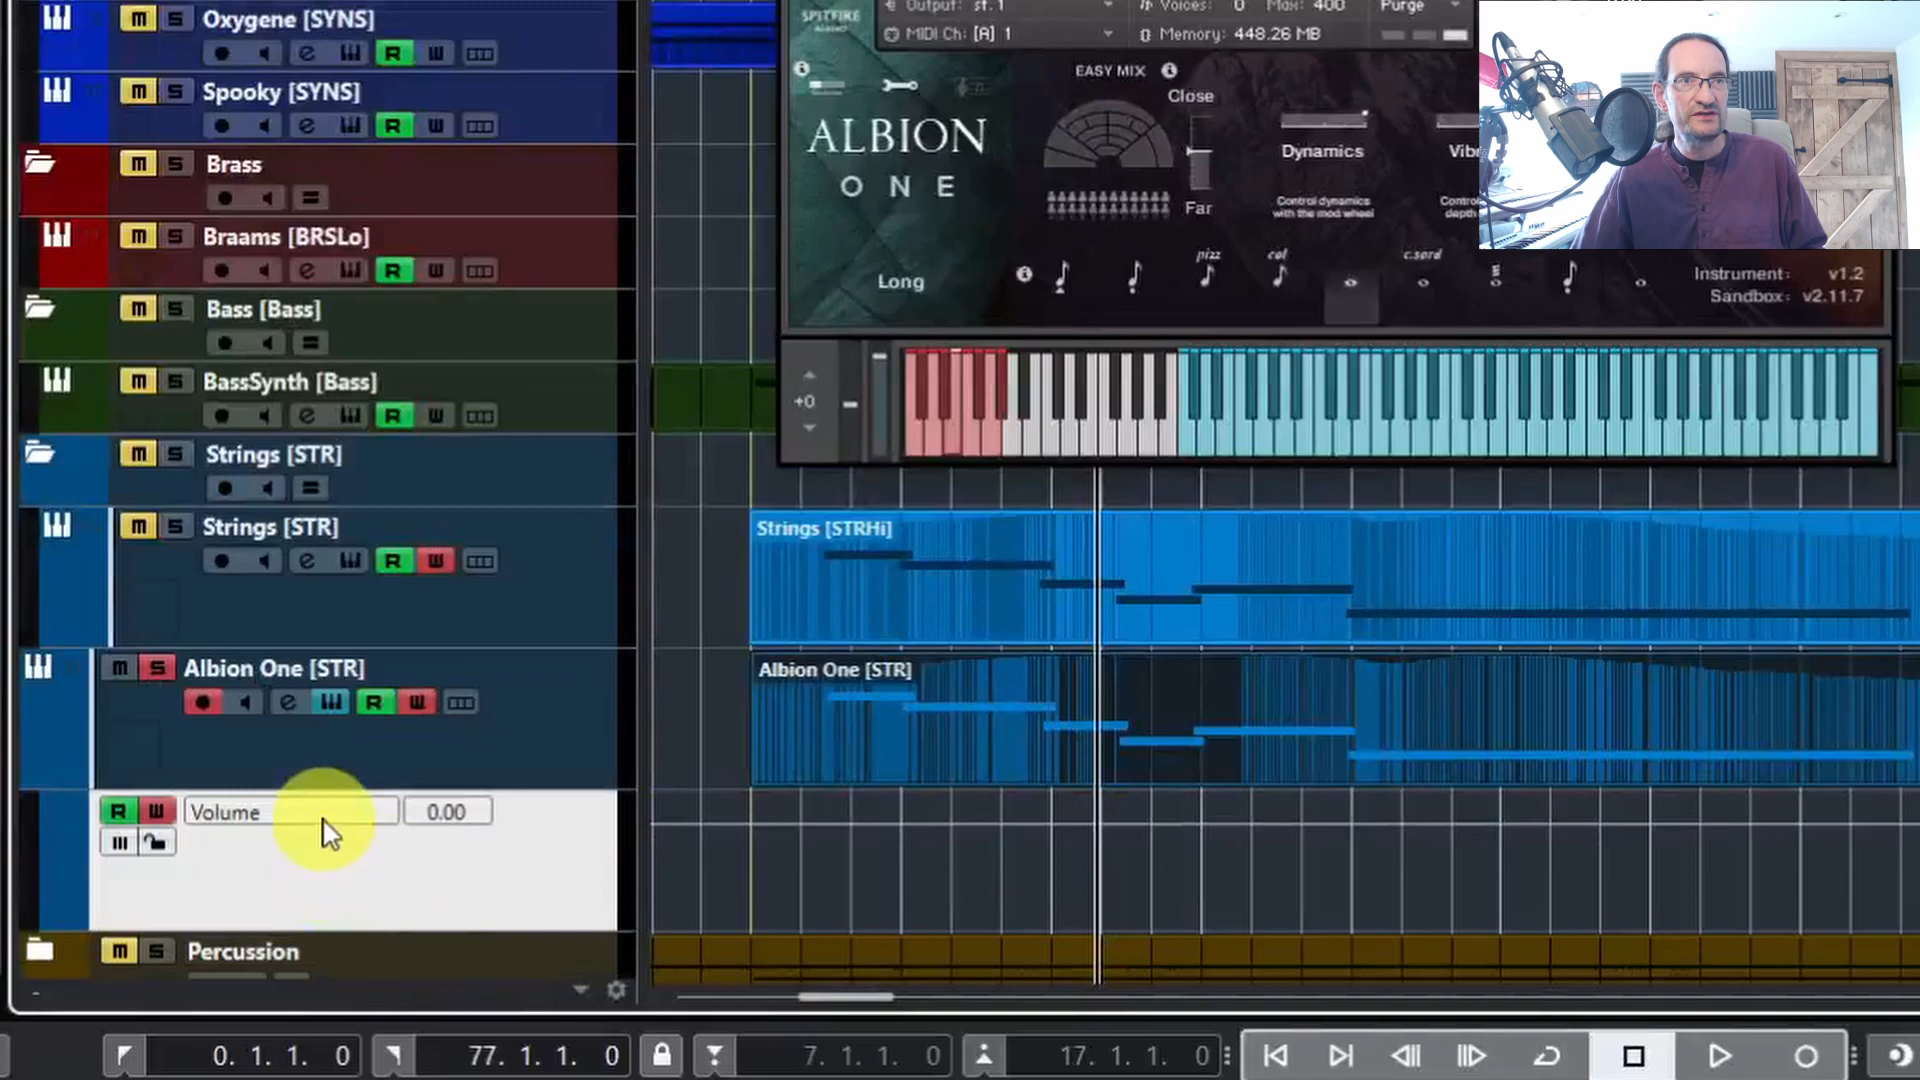 Oxygene [SYNS]
m S
R W
Spooky [SYNS]
m S
R W
Brass
m S
Braams [BRSLo]
m S
R W
Bass [Bass]
m S
BassSynth [Bass]
m S
R W
Strings [STR]
m S
Strings [STR]
m S
R W
Albion One [STR]
m S
R W
R W Volume 0.00
Percussion
m S
SPITFIRE
AUDIO
Output: st.1
Voices: 0 Max: 400
Purge
MIDI Ch: [A] 1
Memory: 448.26 MB
ALBION
ONE
Long
EASY MIX
Close
Far
Dynamics
Control dynamics
with the mod wheel
pizz
col
c.sord
Instrument: v1.2
Sandbox: v2.11.7
+0
Strings [STRHi]
Albion One [STR]
0. 1. 1. 0
77. 1. 1. 0
7. 1. 1. 0
17. 1. 1. 0